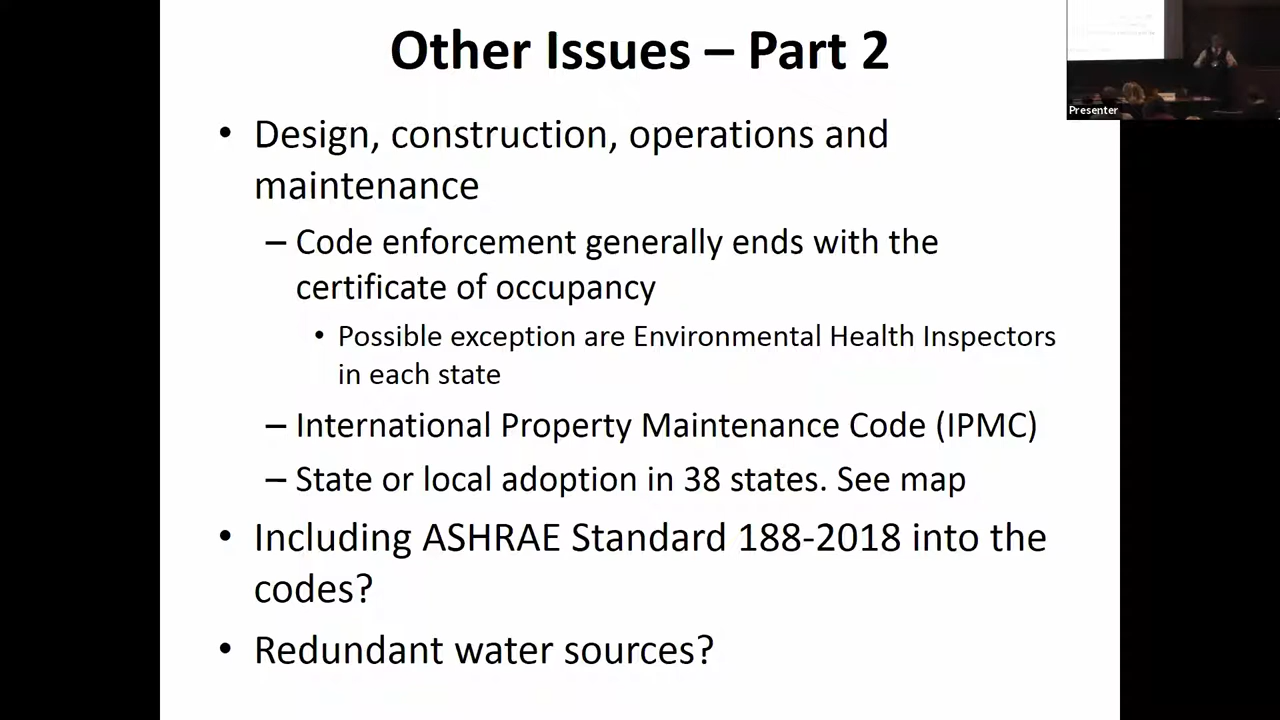 Other Issues – Part 2
• Design, construction, operations and
maintenance
– Code enforcement generally ends with the
certificate of occupancy
• Possible exception are Environmental Health Inspectors
in each state
– International Property Maintenance Code (IPMC)
– State or local adoption in 38 states. See map
• Including ASHRAE Standard 188-2018 into the
codes?
• Redundant water sources?
Presenter